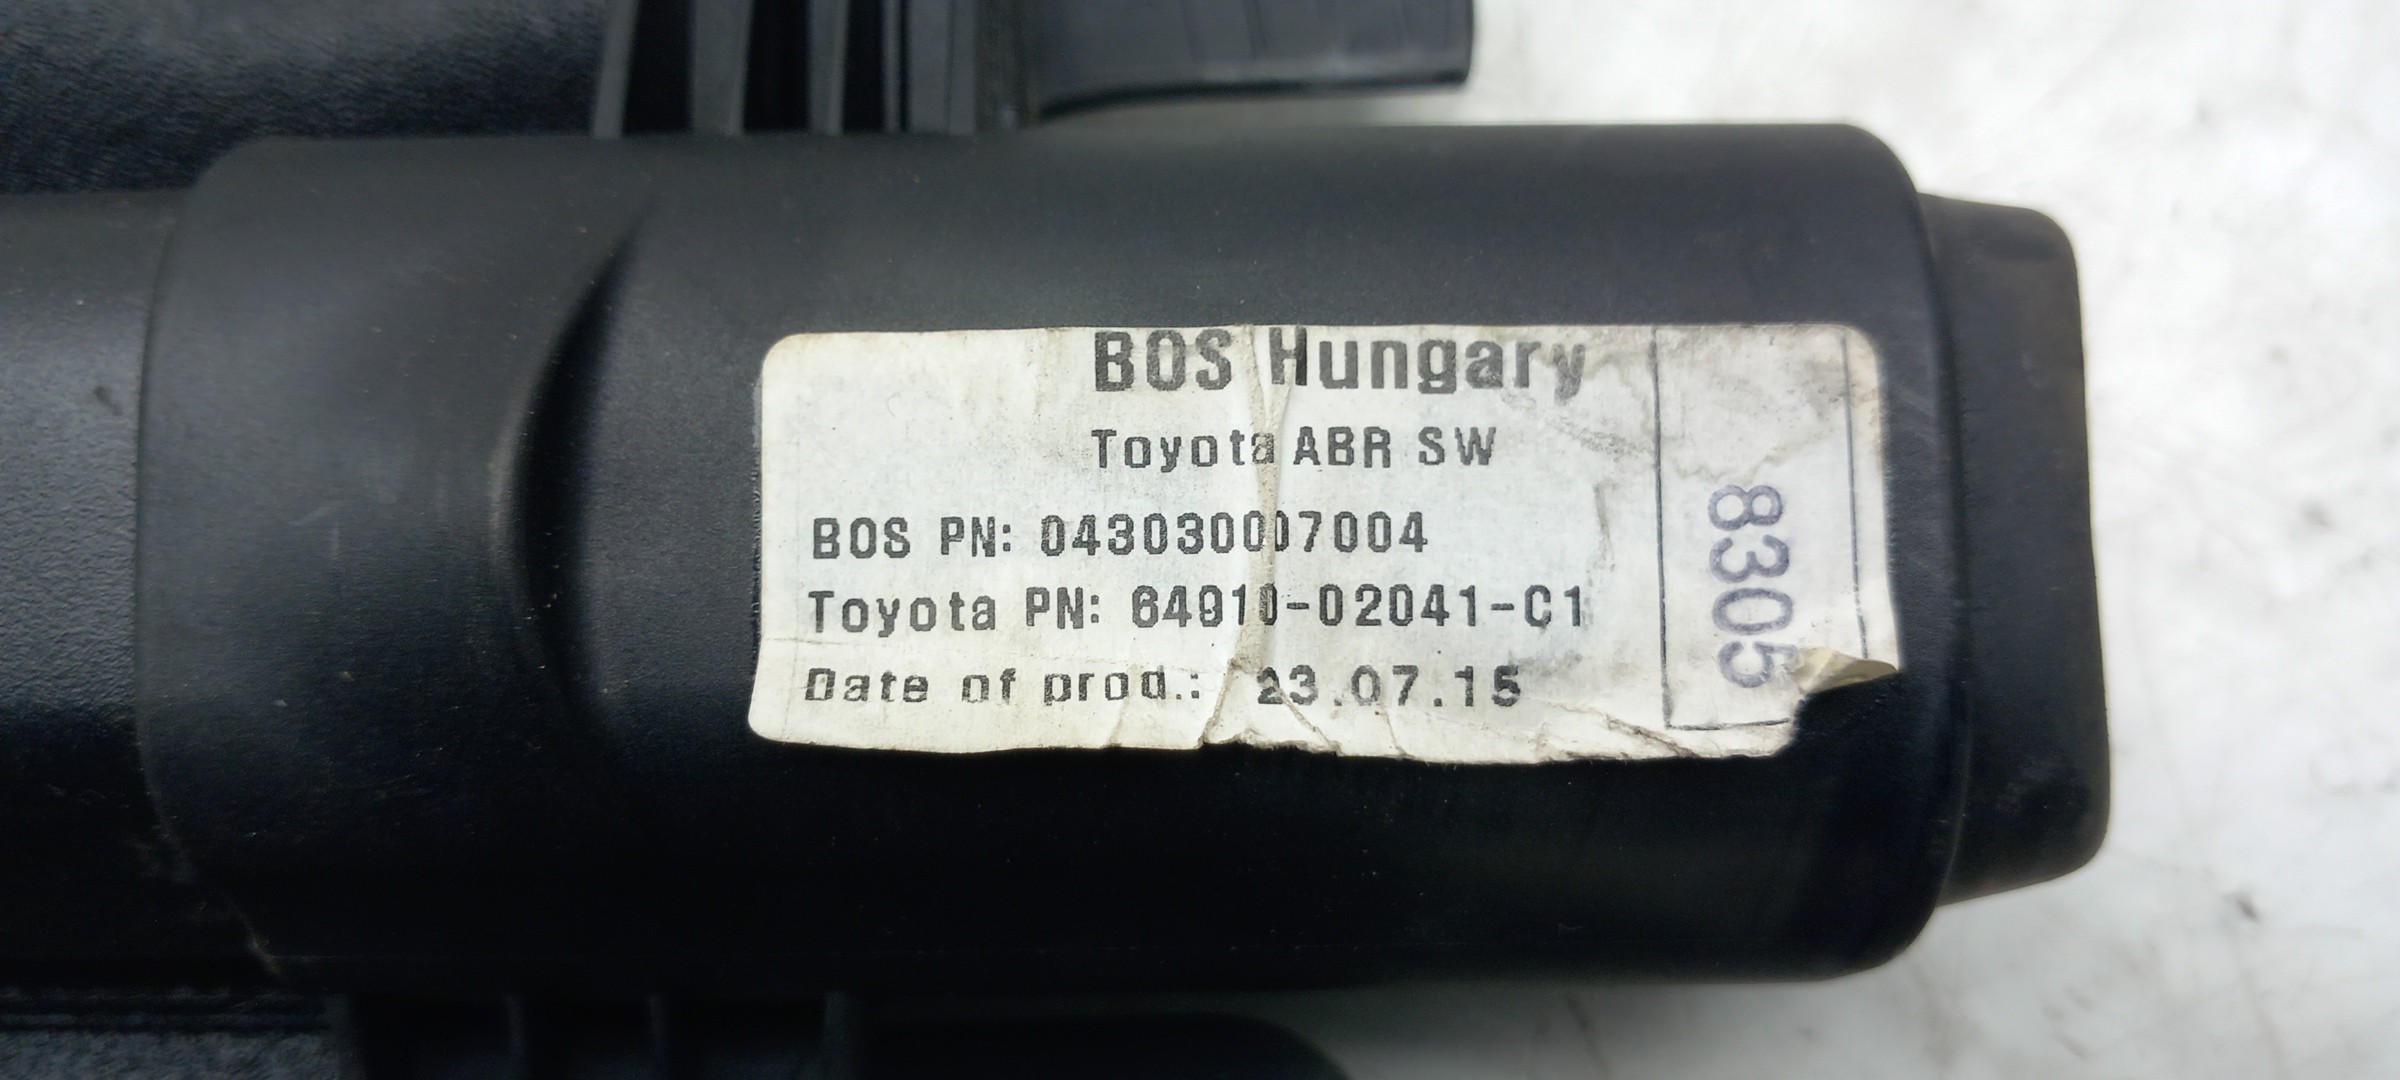 BOS Hungary
Toyota ABR SW
BOS PN: 043030007004
Toyota PN: 64910-02041-C1
Date of prod.: 23.07.15
8305